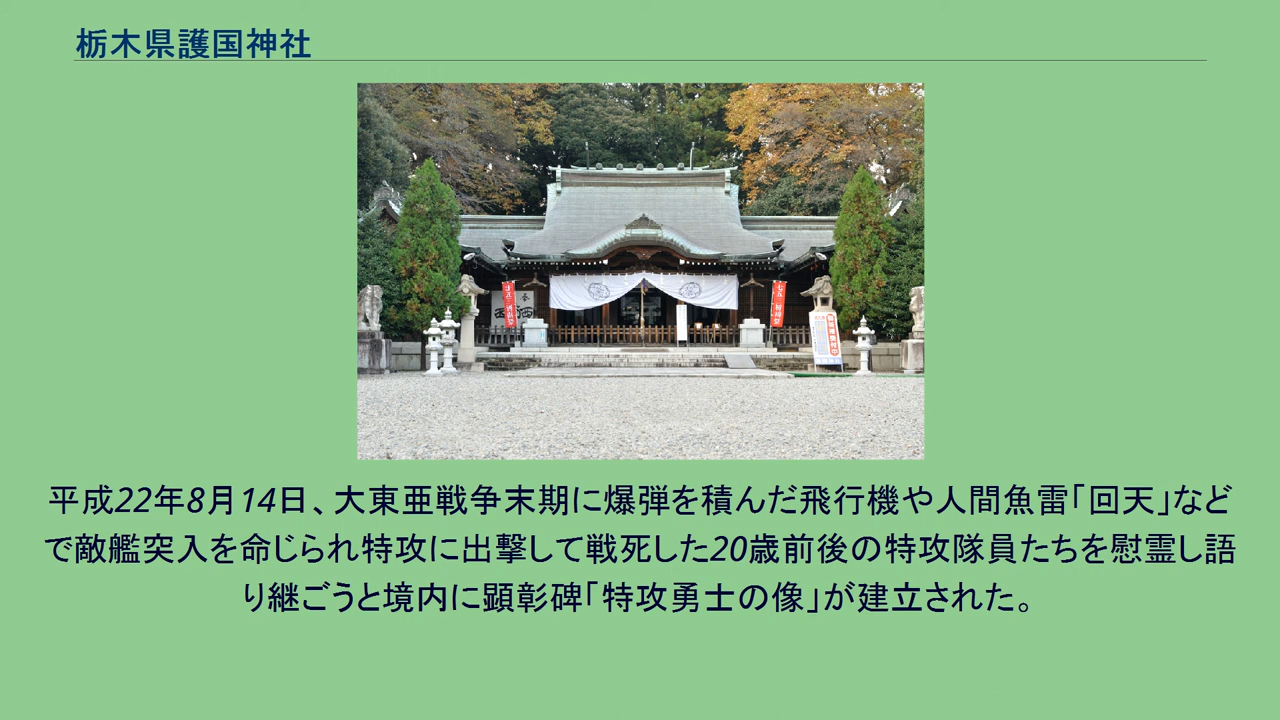 栃木県護国神社
平成22年8月14日、大東亜戦争末期に爆弾を積んだ飛行機や人間魚雷「回天」など
で敵艦突入を命じられ特攻に出撃して戦死した20歳前後の特攻隊員たちを慰霊し語
り継ごうと境内に顕彰碑「特攻勇士の像」が建立された。